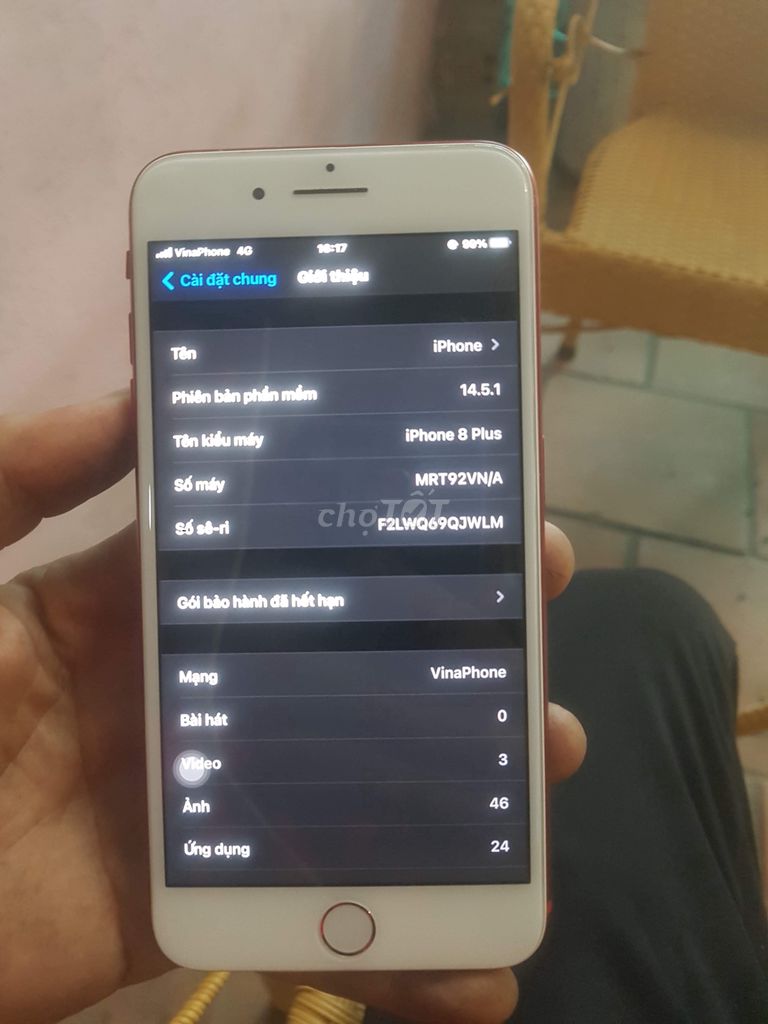 VinaPhone 4G 16:17 99%
Cài đặt chung Giới thiệu
Tên iPhone
Phiên bản phần mềm 14.5.1
Tên kiểu máy iPhone 8 Plus
Số máy MRT92VN/A
chợTỐT
Số sê-ri F2LWQ69QJWLM
Gói bảo hành đã hết hạn
Mạng VinaPhone
Bài hát 0
Video 3
Ảnh 46
Ứng dụng 24